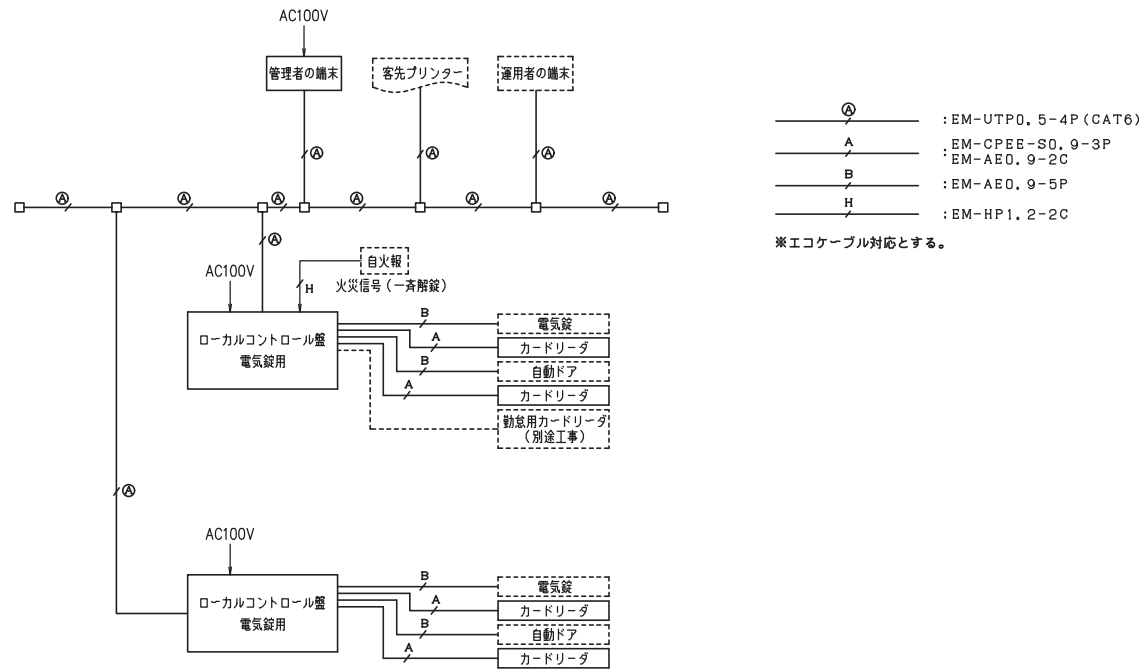 AC100V
管理者の端末
客先プリンター
運用者の端末
Ⓐ
Ⓐ
Ⓐ
Ⓐ
Ⓐ
Ⓐ
Ⓐ
Ⓐ
Ⓐ
Ⓐ
AC100V
自火報
H
火災信号(一斉解錠)
ローカルコントロール盤
電気錠用
B
電気錠
A
カードリーダ
B
自動ドア
A
カードリーダ
勤怠用カードリーダ
(別途工事)
Ⓐ
AC100V
ローカルコントロール盤
電気錠用
B
電気錠
A
カードリーダ
B
自動ドア
A
カードリーダ
Ⓐ
:EM-UTP0.5-4P(CAT6)
A
:EM-CPEE-S0.9-3P
EM-AE0.9-2C
B
:EM-AE0.9-5P
H
:EM-HP1.2-2C
※エコケーブル対応とする。